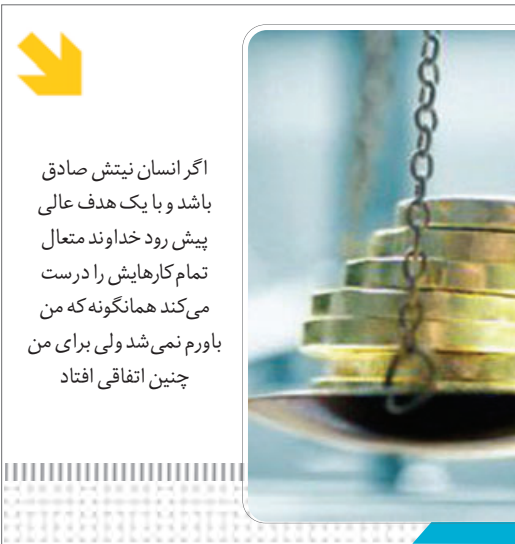 اگر انسان نیتش صادق
باشد و با یک هدف عالی
پیش رود خداوند متعال
تمام کارهایش را درست
می‌کند همانگونه که من
باورم نمی‌شد ولی برای من
چنین اتفاقی افتاد